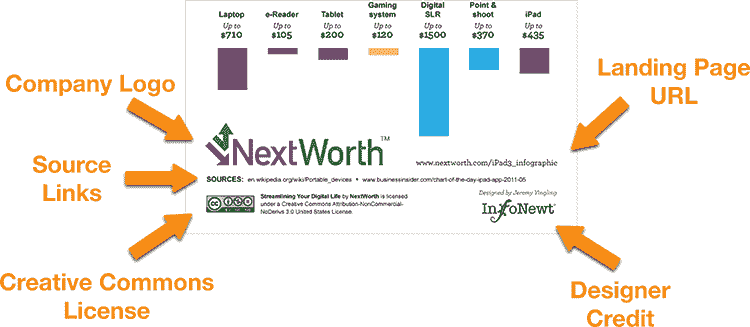 Laptop e-Reader Tablet Gaming system Digital SLR Point & shoot iPad
Up to Up to Up to Up to Up to Up to Up to
$710 $105 $200 $120 $1500 $370 $435
Company Logo
Landing Page
URL
NextWorth™
www.nextworth.com/iPad3_infographic
Source
Links
SOURCES: en.wikipedia.org/wiki/Portable_devices • www.businessinsider.com/chart-of-the-day-ipad-app-2011-05
Streamlining Your Digital Life by NextWorth is licensed
under a Creative Commons Attribution-NonCommercial-
NoDerivs 3.0 United States License.
Designed by Jeremy Yingling
InfoNewt
Creative Commons
License
Designer
Credit